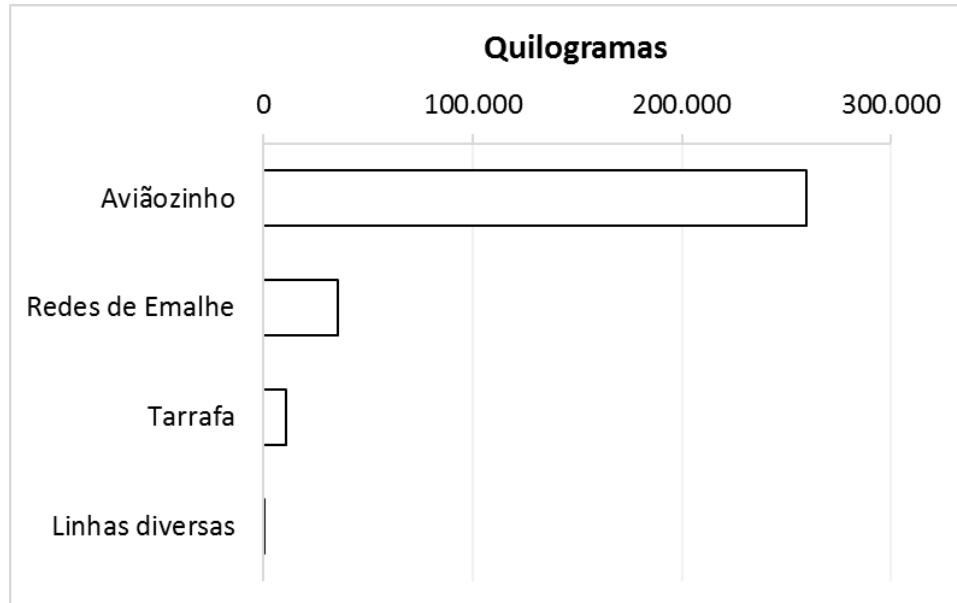 Quilogramas
0 100.000 200.000 300.000
Aviãozinho
Redes de Emalhe
Tarrafa
Linhas diversas